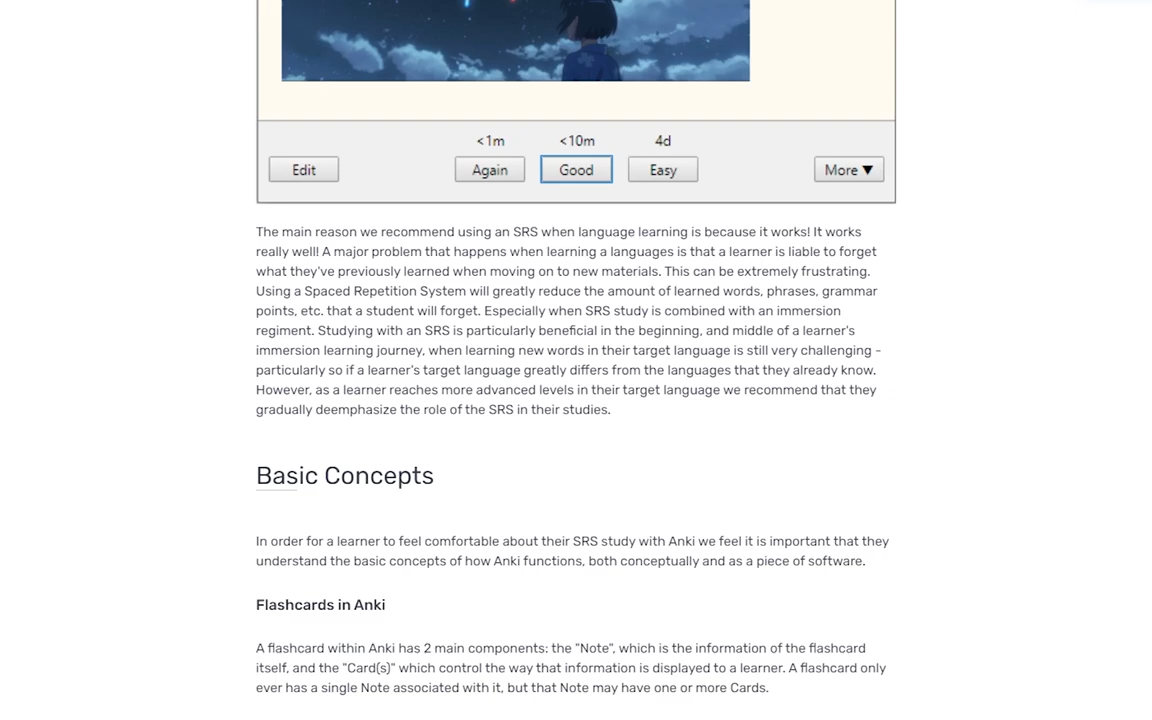 <1m <10m 4d
Edit Again Good Easy More ▼
The main reason we recommend using an SRS when language learning is because it works! It works
really well! A major problem that happens when learning a languages is that a learner is liable to forget
what they've previously learned when moving on to new materials. This can be extremely frustrating.
Using a Spaced Repetition System will greatly reduce the amount of learned words, phrases, grammar
points, etc. that a student will forget. Especially when SRS study is combined with an immersion
regiment. Studying with an SRS is particularly beneficial in the beginning, and middle of a learner's
immersion learning journey, when learning new words in their target language is still very challenging -
particularly so if a learner's target language greatly differs from the languages that they already know.
However, as a learner reaches more advanced levels in their target language we recommend that they
gradually deemphasize the role of the SRS in their studies.
Basic Concepts
In order for a learner to feel comfortable about their SRS study with Anki we feel it is important that they
understand the basic concepts of how Anki functions, both conceptually and as a piece of software.
Flashcards in Anki
A flashcard within Anki has 2 main components: the "Note", which is the information of the flashcard
itself, and the "Card(s)" which control the way that information is displayed to a learner. A flashcard only
ever has a single Note associated with it, but that Note may have one or more Cards.